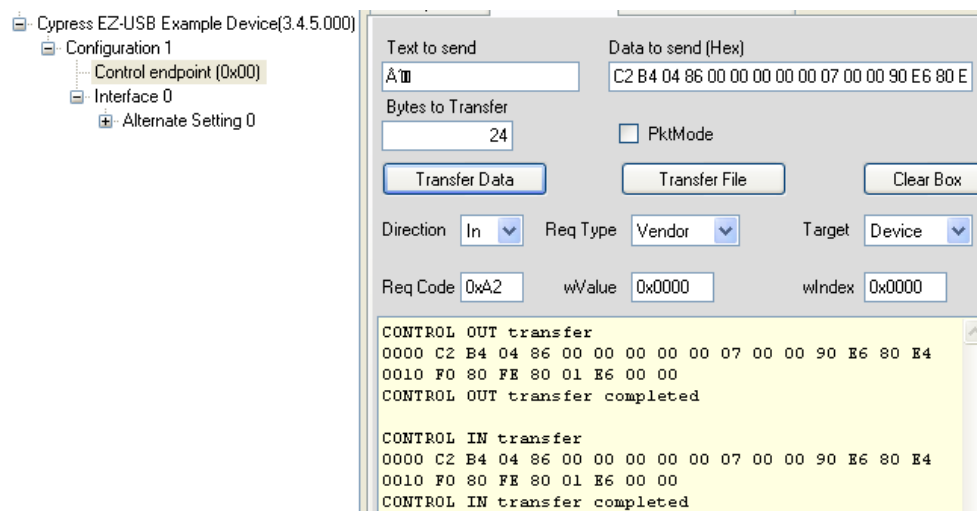 Cypress EZ-USB Example Device(3.4.5.000)
Configuration 1
Control endpoint (0x00)
Interface 0
Alternate Setting 0
Text to send
Data to send (Hex)
C2 B4 04 86 00 00 00 00 00 07 00 00 90 E6 80 E
Bytes to Transfer
24
PktMode
Transfer Data
Transfer File
Clear Box
Direction In Req Type Vendor Target Device
Req Code 0xA2 wValue 0x0000 wIndex 0x0000
CONTROL OUT transfer
0000 C2 B4 04 86 00 00 00 00 00 07 00 00 90 E6 80 E4
0010 F0 80 FE 80 01 E6 00 00
CONTROL OUT transfer completed
CONTROL IN transfer
0000 C2 B4 04 86 00 00 00 00 00 07 00 00 90 E6 80 E4
0010 F0 80 FE 80 01 E6 00 00
CONTROL IN transfer completed